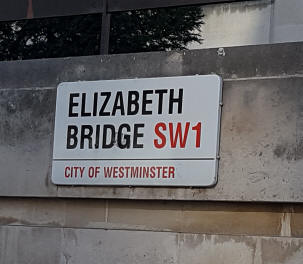 ELIZABETH
BRIDGE SW1
CITY OF WESTMINSTER